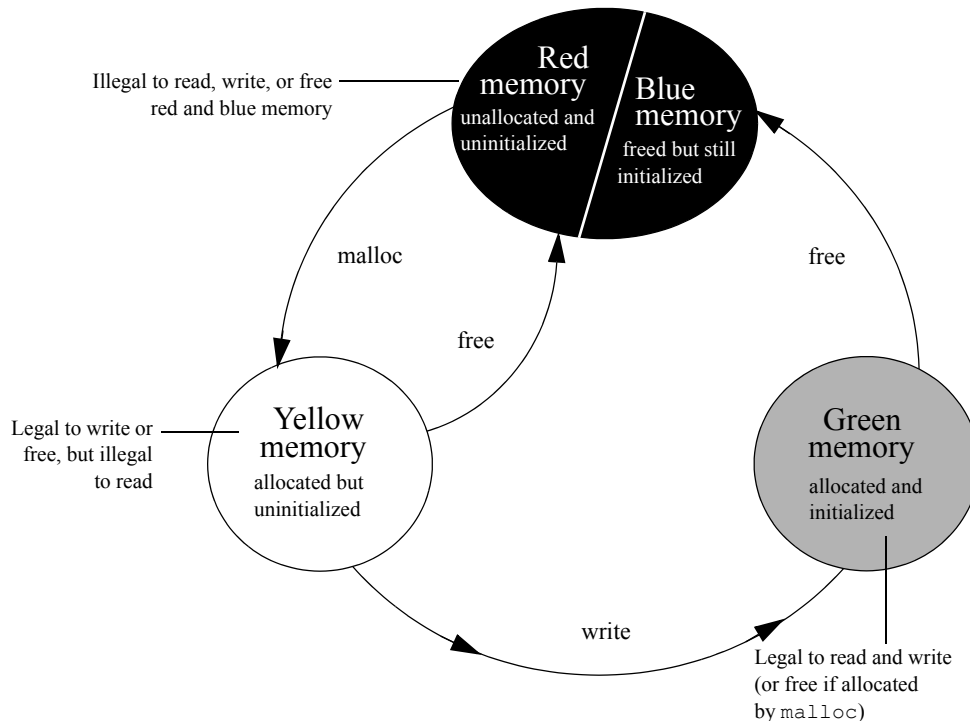 Illegal to read, write, or free
red and blue memory
Red
memory
unallocated and
uninitialized
Blue
memory
freed but still
initialized
malloc
free
free
Legal to write or
free, but illegal
to read
Yellow
memory
allocated but
uninitialized
Green
memory
allocated and
initialized
write
Legal to read and write
(or free if allocated
by malloc)